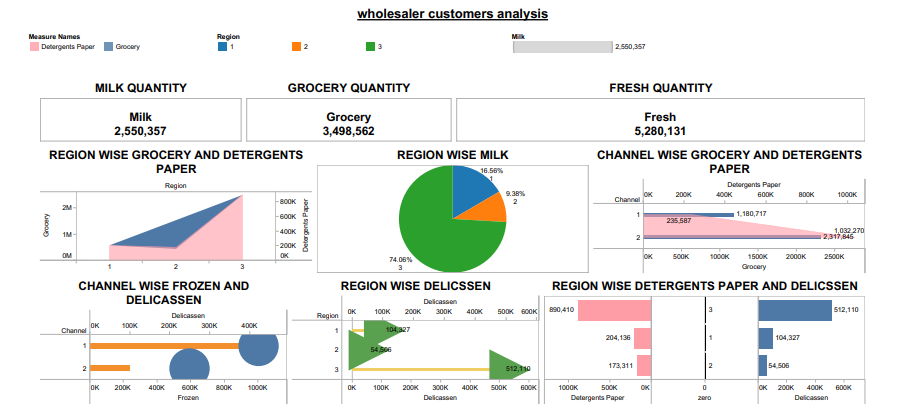 wholesaler customers analysis
Measure Names
Detergents Paper Grocery
Region
1 2 3
Milk
2,550,357
MILK QUANTITY GROCERY QUANTITY FRESH QUANTITY
Milk
2,550,357
Grocery
3,498,562
Fresh
5,280,131
REGION WISE GROCERY AND DETERGENTS
PAPER
Region
Grocery
2M
1M
0M
800K
600K
400K
200K
0K
Detergents Paper
1 2 3
REGION WISE MILK
16.56%
1
9.38%
2
74.06%
3
CHANNEL WISE GROCERY AND DETERGENTS
PAPER
Detergents Paper
Channel
0K 200K 400K 600K 800K 1000K
1
1,180,717
235,587
1,032,270
2
2,317,845
0K 500K 1000K 1500K 2000K 2500K
Grocery
CHANNEL WISE FROZEN AND
DELICASSEN
Delicassen
Channel
0K 100K 200K 300K 400K
1
2
0K 200K 400K 600K 800K 1000K
Frozen
REGION WISE DELICSSEN
Delicassen
Region
0K 100K 200K 300K 400K 500K 600K
1
104,327
2
54,506
3
512,110
0K 100K 200K 300K 400K 500K 600K
Delicassen
REGION WISE DETERGENTS PAPER AND DELICSSEN
890,410 3 512,110
204,136 1 104,327
173,311 2 54,506
1000K 500K 0K
Detergents Paper
zero
0K 200K 400K 600K
Delicassen